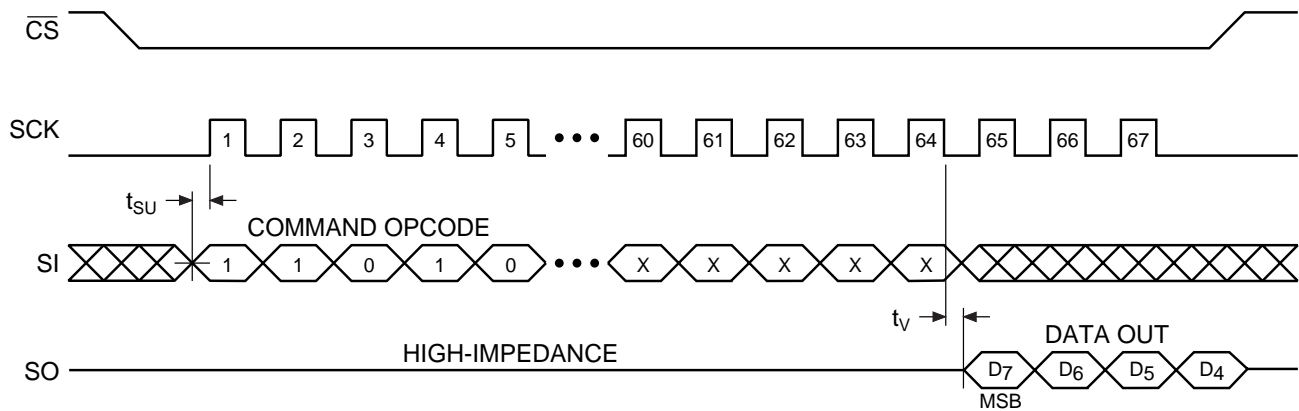 CS
SCK 1 2 3 4 5 ••• 60 61 62 63 64 65 66 67
tSU
COMMAND OPCODE
SI 1 1 0 1 0 ••• X X X X X
tV
HIGH-IMPEDANCE
DATA OUT
SO D7 D6 D5 D4
MSB